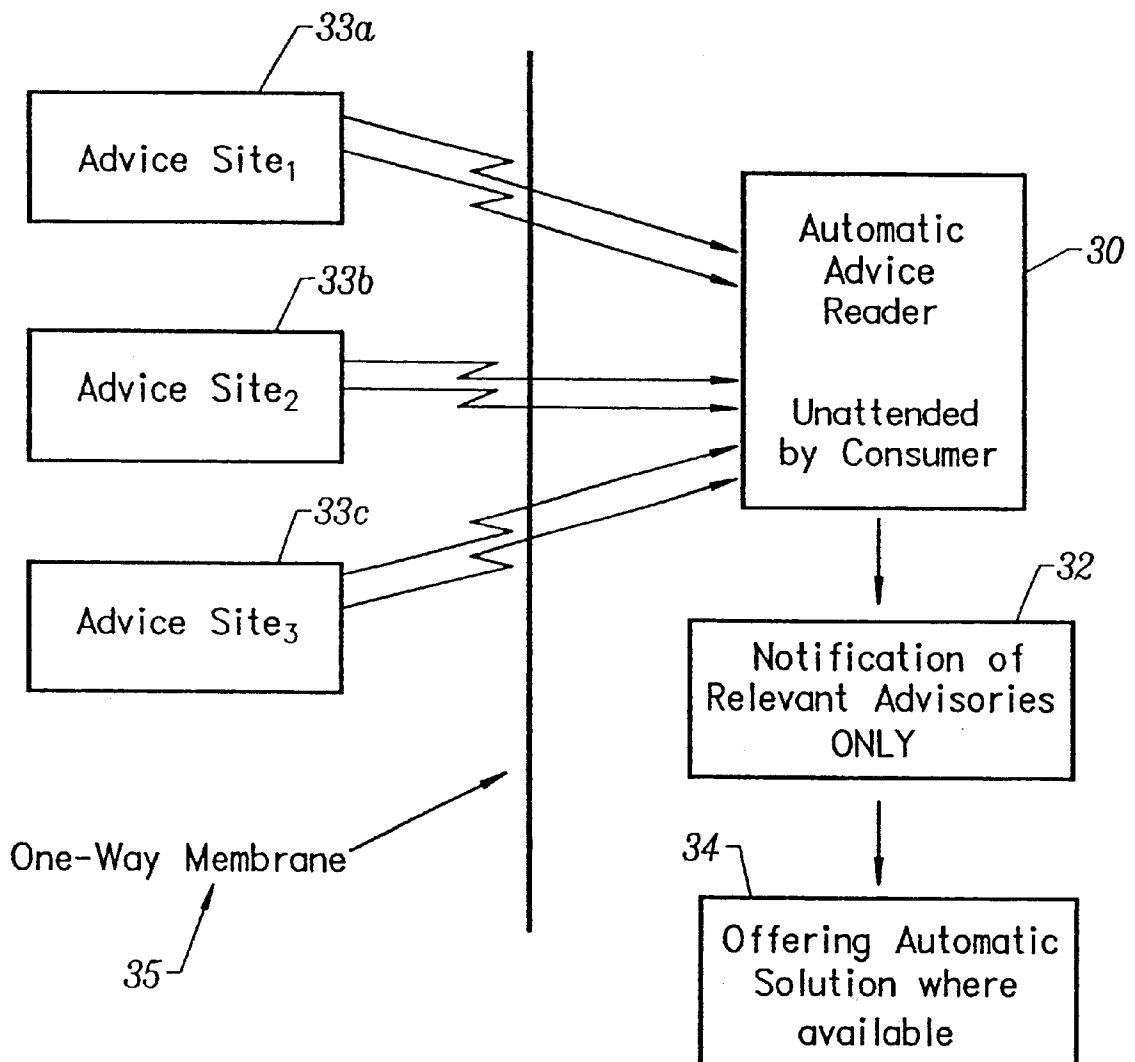 33a
Advice Site₁
33b
Advice Site₂
33c
Advice Site₃
One-Way Membrane
35
Automatic
Advice
Reader
Unattended
by Consumer
30
32
Notification of
Relevant Advisories
ONLY
34
Offering Automatic
Solution where
available